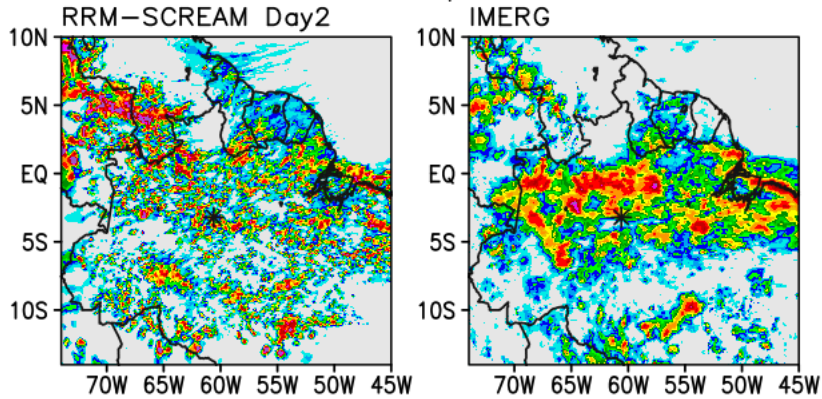 RRM-SCREAM Day2
IMERG
10N
5N
EQ
5S
10S
70W 65W 60W 55W 50W 45W
10N
5N
EQ
5S
10S
70W 65W 60W 55W 50W 45W